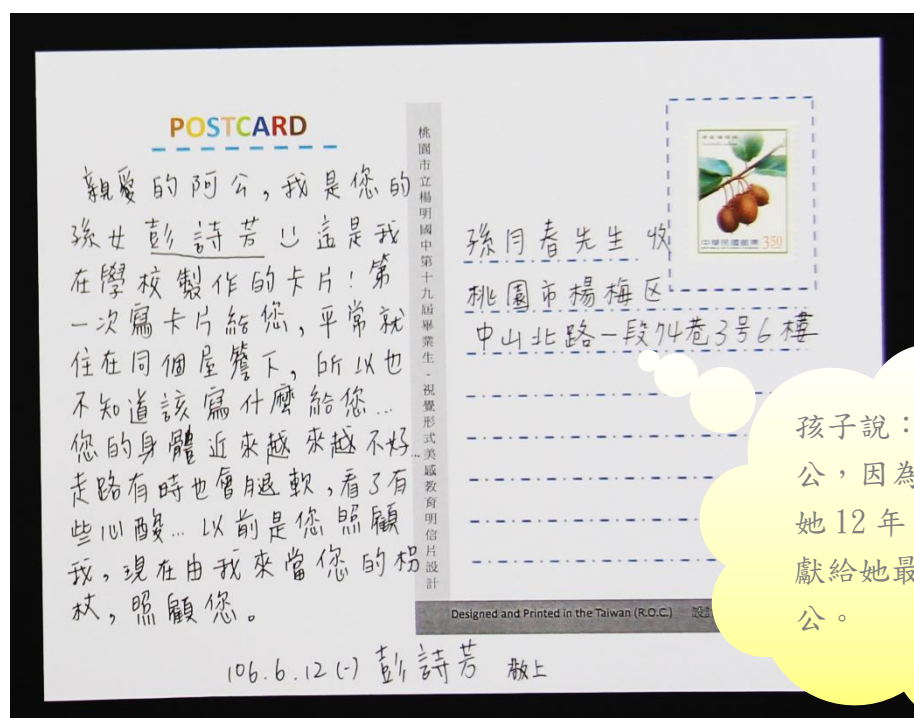 POSTCARD
親愛的阿公，我是您的
孫女彭詩芳 這是我
在學校製作的卡片！第
一次寫卡片給您，平常就
住在同個屋簷下，所以也
不知道該寫什麼給您…
您的身體近來越來越不好…
走路有時也會腿軟，看了有
些心酸…以前是您照顧
我，現在由我來當您的柺
杖，照顧您。
106.6.12(一) 彭詩芳 敬上
桃園市立楊明國中第十九屆畢業生-視覺形式美感教育明信片設計
中華民國郵票 350
孫同春先生 收
桃園市楊梅区
中山北路一段74巷3号6樓
Designed and Printed in the Taiwan (R.O.C.)
孩子說：
公，因為
她12年
獻給她最
公。